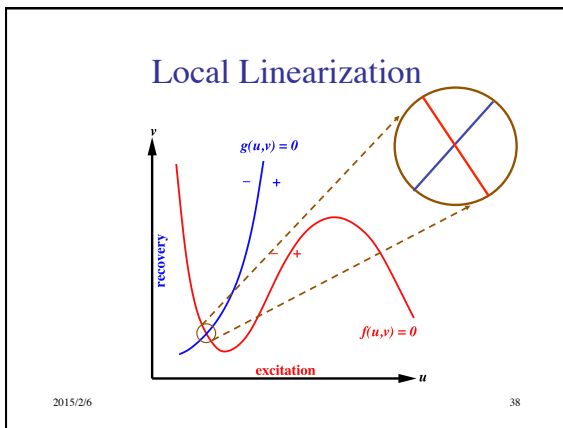 Local Linearization
v
g(u,v) = 0
− +
− +
recovery
f(u,v) = 0
excitation
u
2015/2/6
38